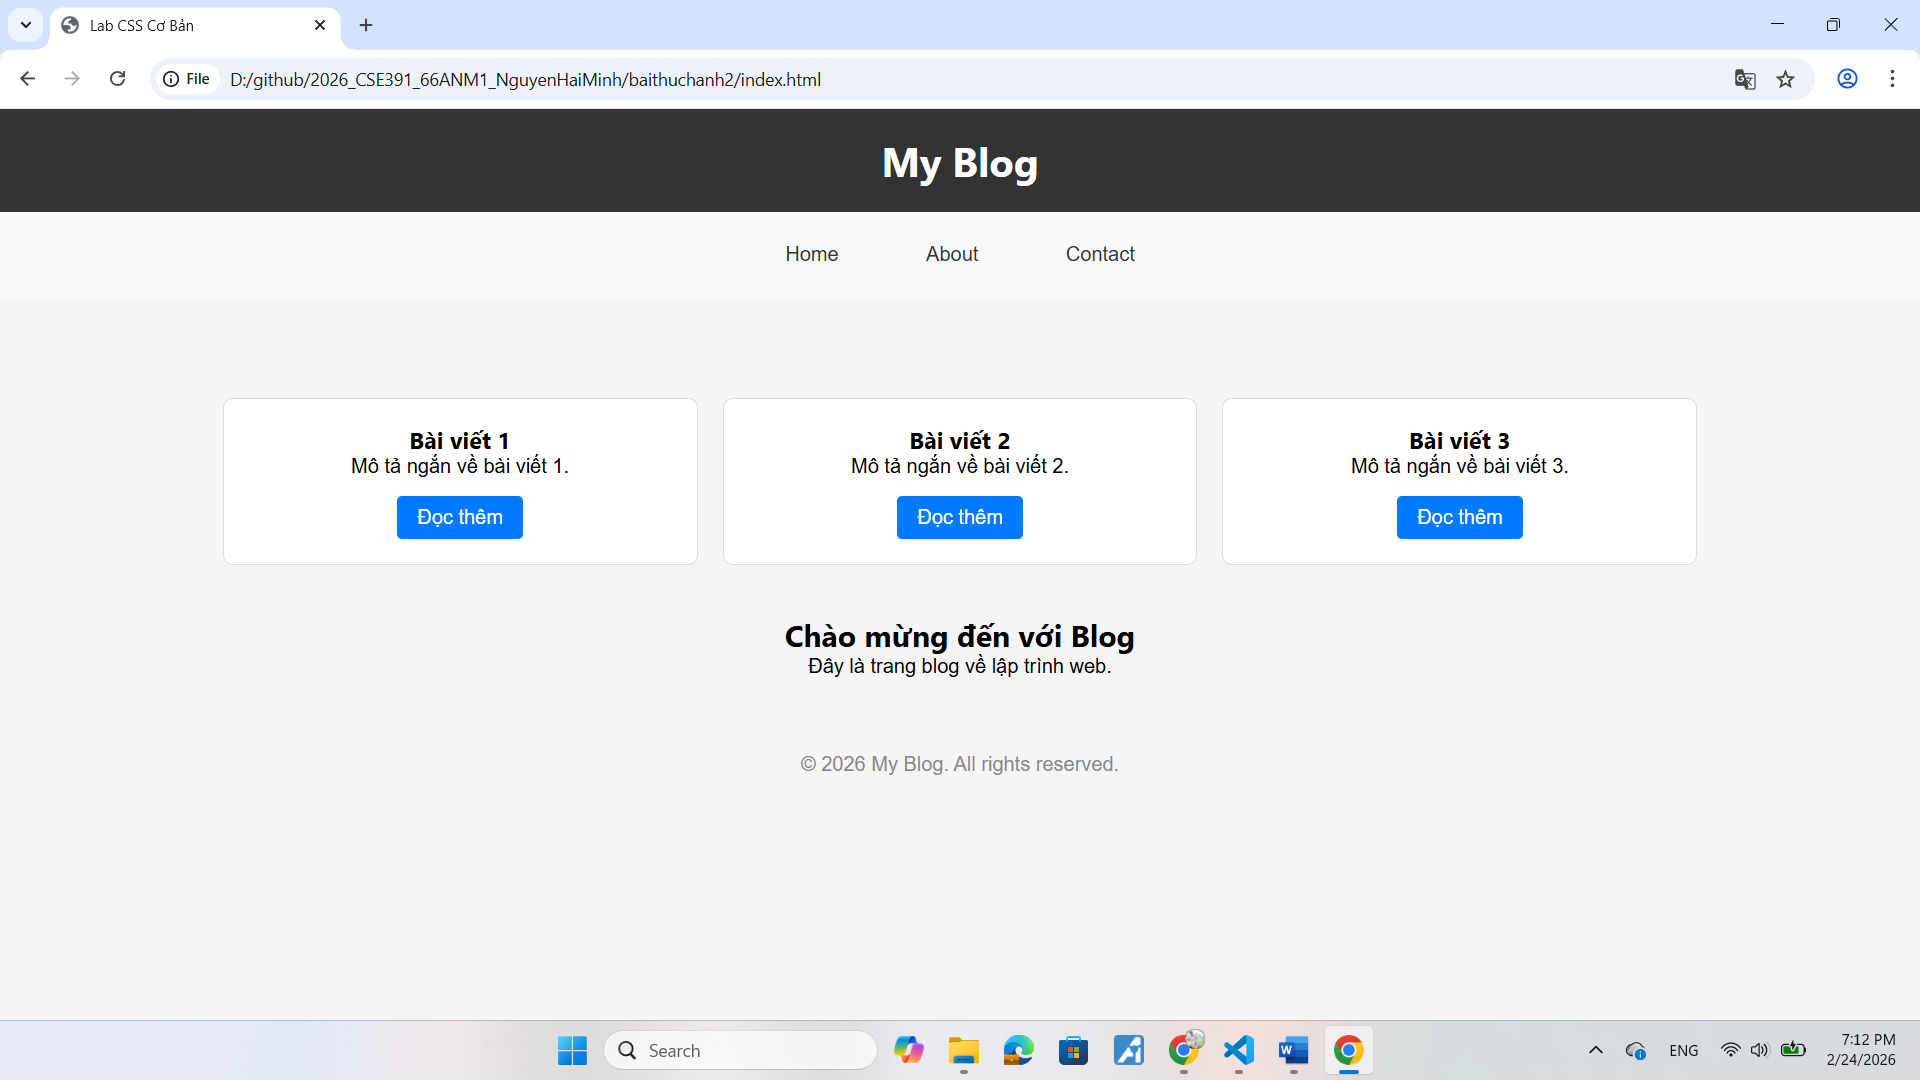 Lab CSS Cơ Bản
File
D:/github/2026_CSE391_66ANM1_NguyenHaiMinh/baithuchanh2/index.html
My Blog
Home About Contact
Bài viết 1
Mô tả ngắn về bài viết 1.
Đọc thêm
Bài viết 2
Mô tả ngắn về bài viết 2.
Đọc thêm
Bài viết 3
Mô tả ngắn về bài viết 3.
Đọc thêm
Chào mừng đến với Blog
Đây là trang blog về lập trình web.
© 2026 My Blog. All rights reserved.
Search
ENG
7:12 PM
2/24/2026